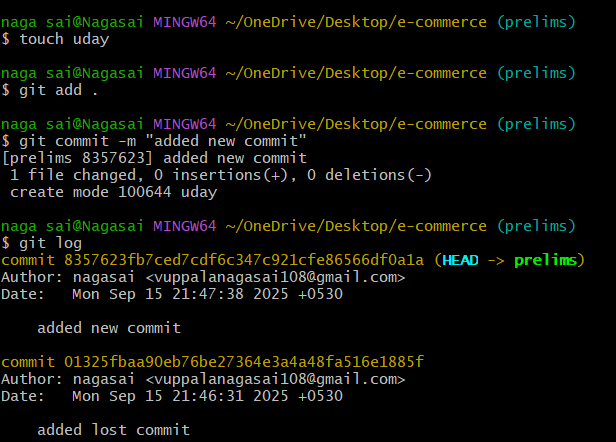 naga sai@Nagasai MINGW64 ~/OneDrive/Desktop/e-commerce (prelims)
$ touch uday
naga sai@Nagasai MINGW64 ~/OneDrive/Desktop/e-commerce (prelims)
$ git add .
naga sai@Nagasai MINGW64 ~/OneDrive/Desktop/e-commerce (prelims)
$ git commit -m "added new commit"
[prelims 8357623] added new commit
 1 file changed, 0 insertions(+), 0 deletions(-)
 create mode 100644 uday
naga sai@Nagasai MINGW64 ~/OneDrive/Desktop/e-commerce (prelims)
$ git log
commit 8357623fb7ced7cdf6c347c921cfe86566df0a1a (HEAD -> prelims)
Author: nagasai <vuppalanagasai108@gmail.com>
Date:   Mon Sep 15 21:47:38 2025 +0530
    added new commit
commit 01325fbaa90eb76be27364e3a4a48fa516e1885f
Author: nagasai <vuppalanagasai108@gmail.com>
Date:   Mon Sep 15 21:46:31 2025 +0530
    added lost commit